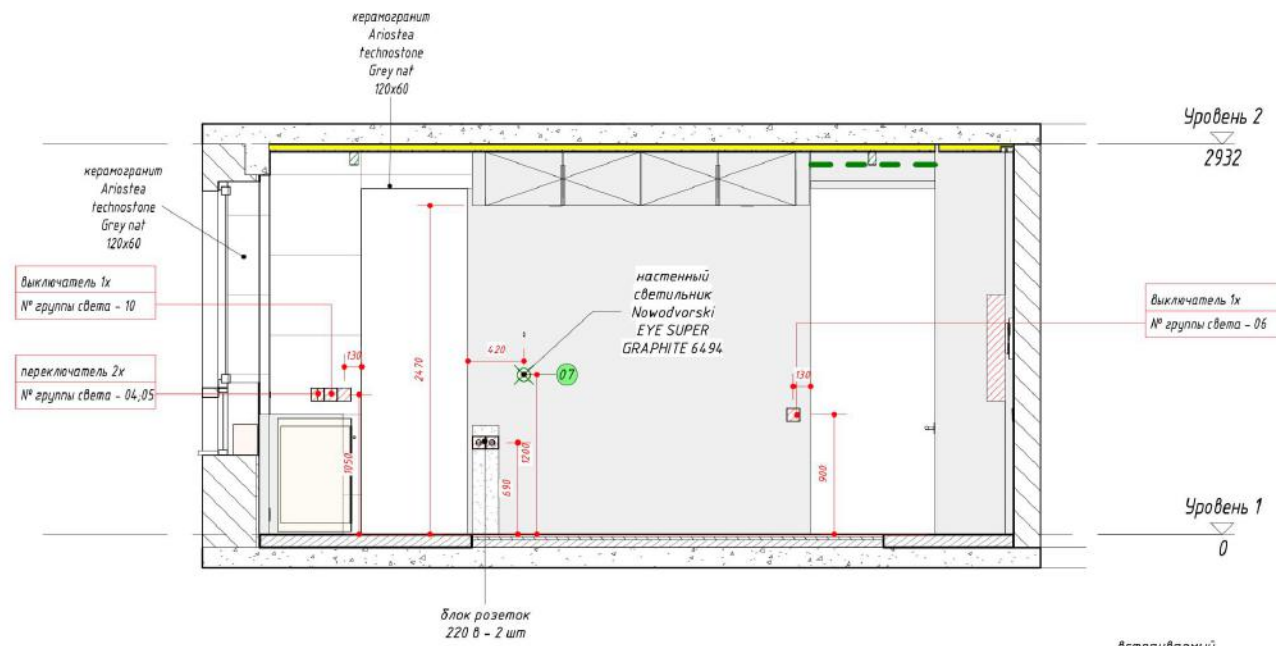 керамогранит
Ariostea
technostone
Grey nat
120x60
Уровень 2
2932
керамогранит
Ariostea
technostone
Grey nat
120x60
выключатель 1х
№ группы света - 10
настенный
светильник
Nowodvorski
EYE SUPER
GRAPHITE 6494
выключатель 1х
№ группы света - 06
переключатель 2х
№ группы света - 04;05
130
2470
420
07
130
1050
690
1200
900
Уровень 1
0
блок розеток
220 в - 2 шт
встраиваемый